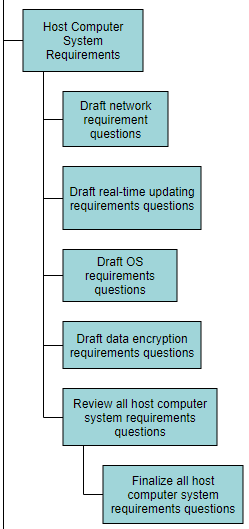 Host Computer
System
Requirements
Draft network
requirement
questions
Draft real-time updating
requirements questions
Draft OS
requirements
questions
Draft data encryption
requirements questions
Review all host computer
system requirements
questions
Finalize all host
computer system
requirements questions